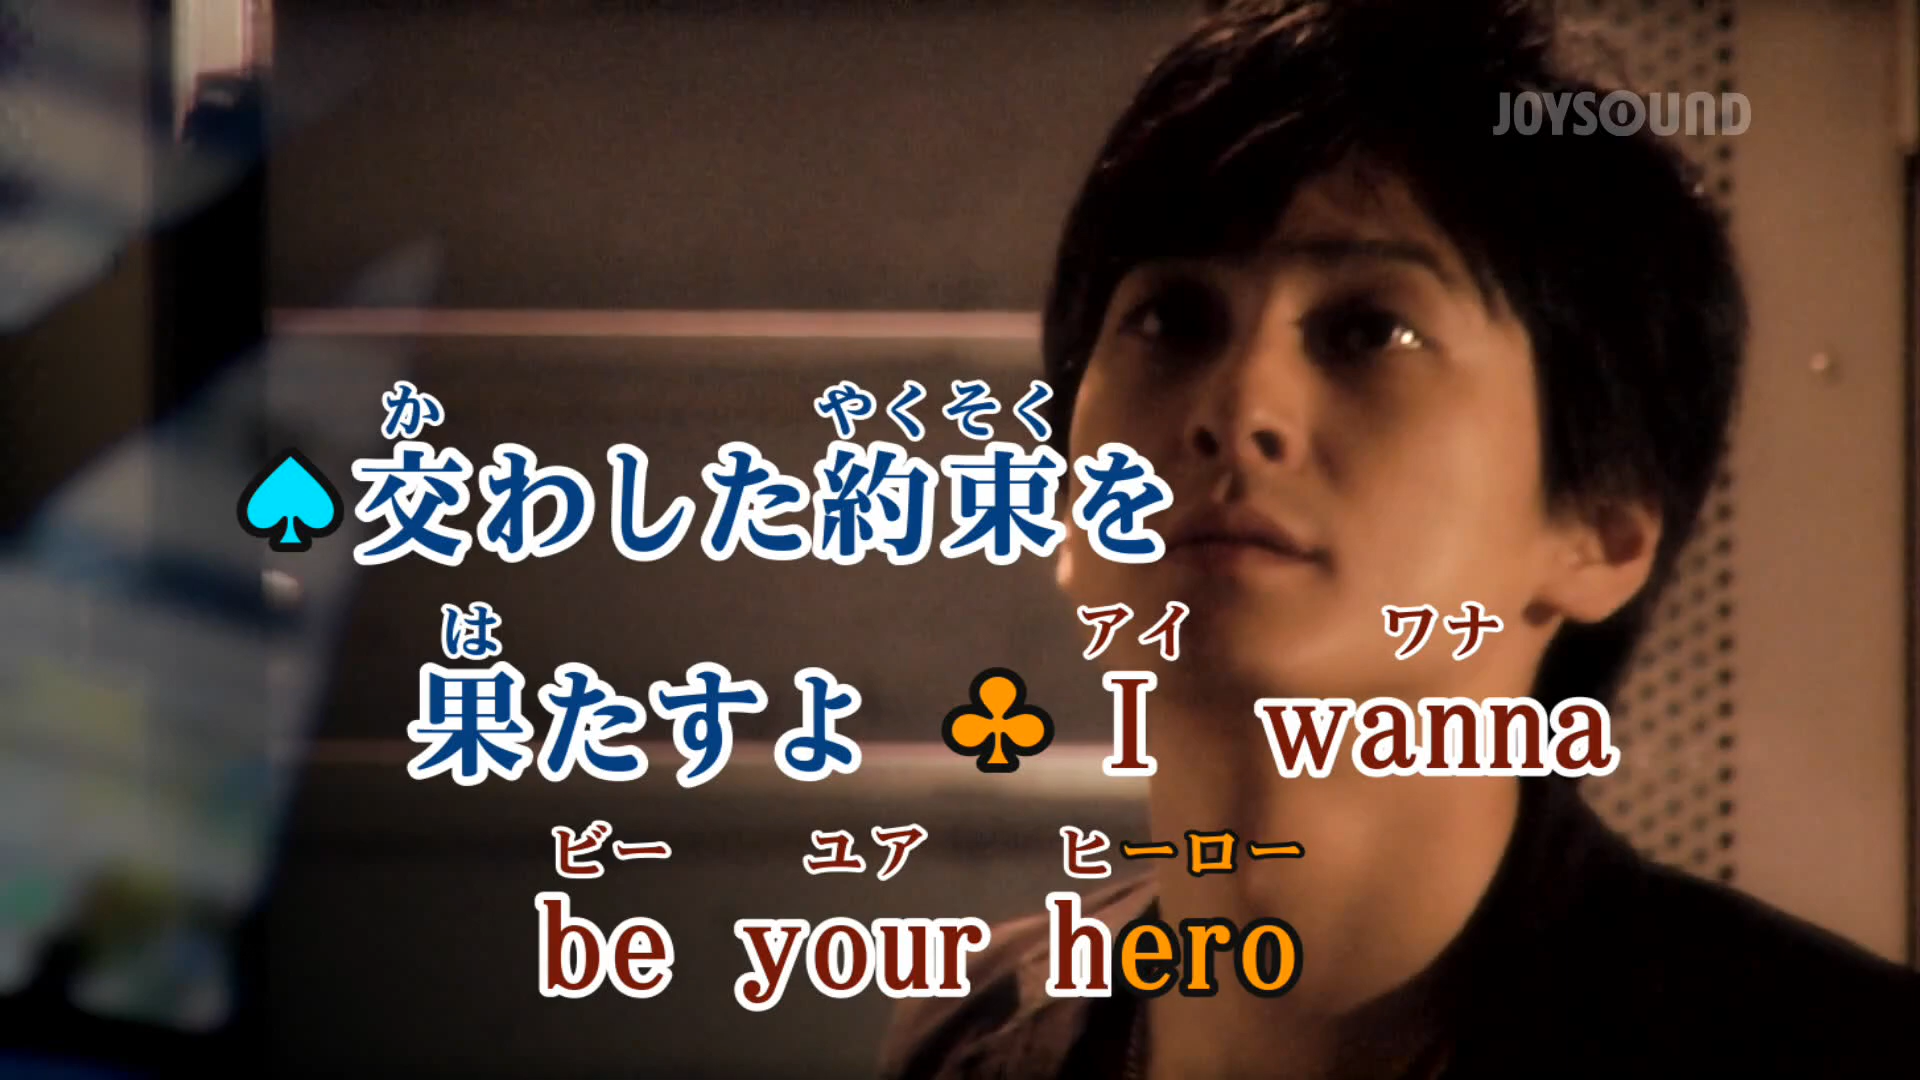 JOYSOUND
か やくそく
♠交わした約束を
は アイ ワナ
果たすよ ♣ I wanna
ビー ユア ヒーロー
be your hero